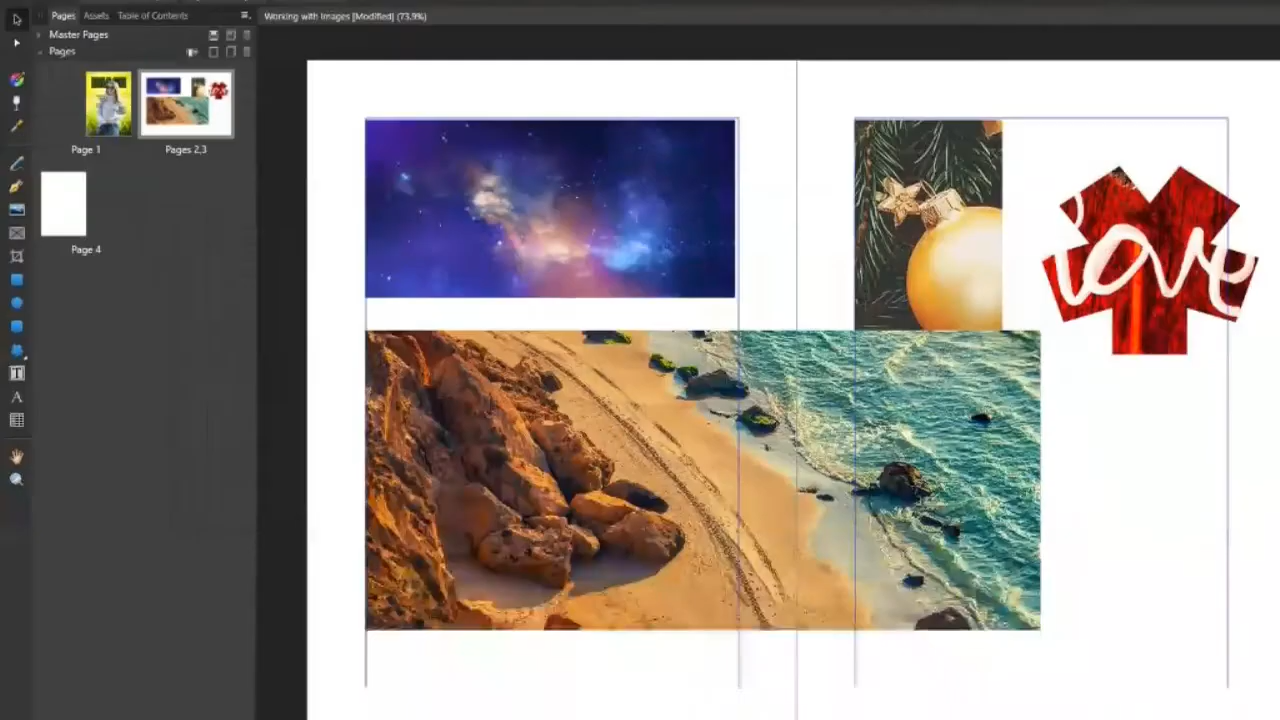 Pages Assets Table of Contents
Working with Images [Modified] (73.9%)
Master Pages
Pages
Page 1
Pages 2,3
Page 4
T
A
love